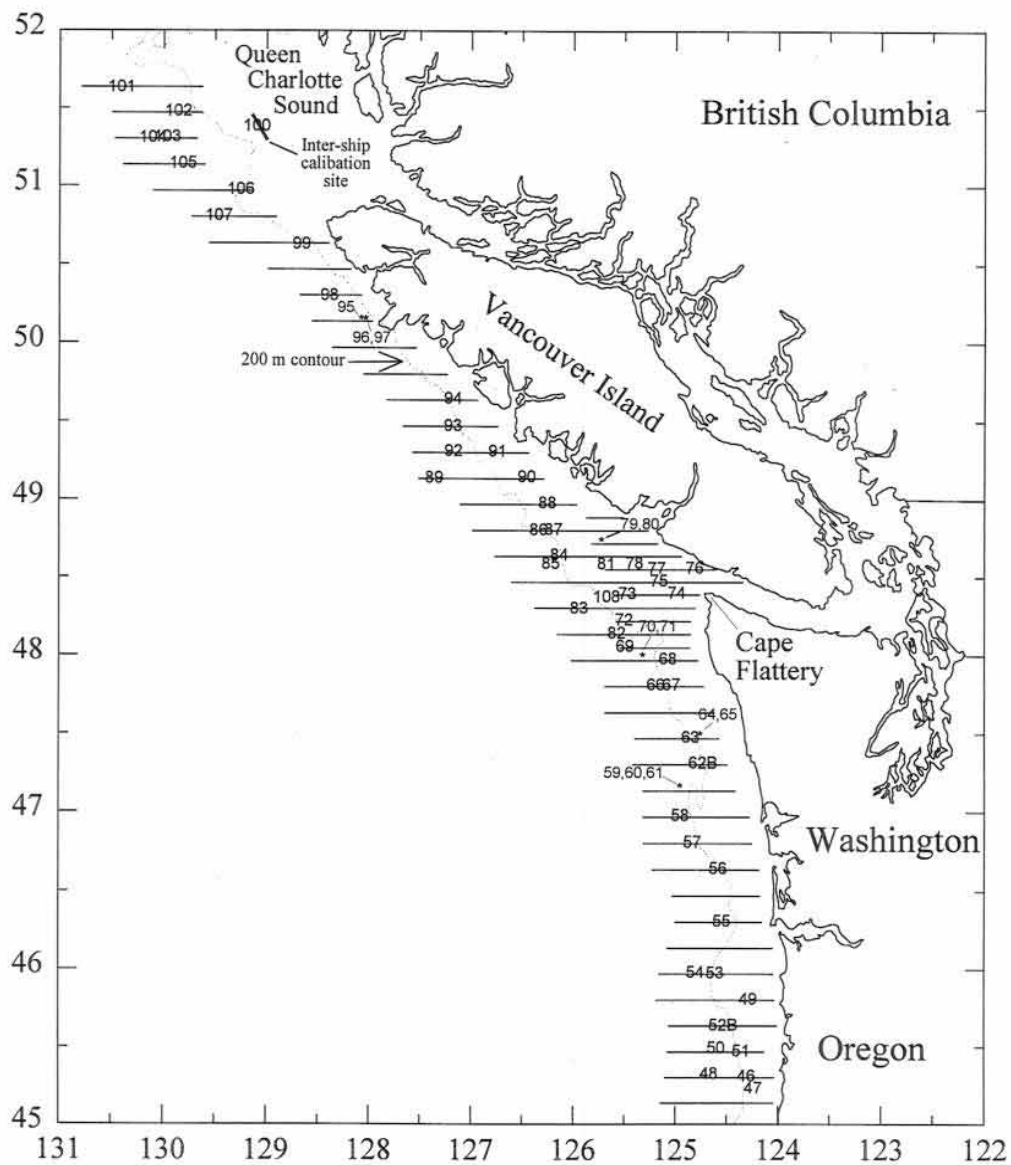 52
Queen
Charlotte
Sound
British Columbia
101
102
100
104 103
Inter-ship
calibation
site
105
51
106
107
99
98
95
96,97
50
200 m contour
Vancouver Island
94
93
92 91
89 90
49
88
79,80
86 87
84
85 81 78 77 76
75
108 73 74
83
72
70,71
82
69
48
68
Cape
Flattery
66 67
64,65
63
62B
59,60,61
47
58
57
Washington
56
55
46
54 53
49
52B
50 51
Oregon
48 46
47
45
131 130 129 128 127 126 125 124 123 122